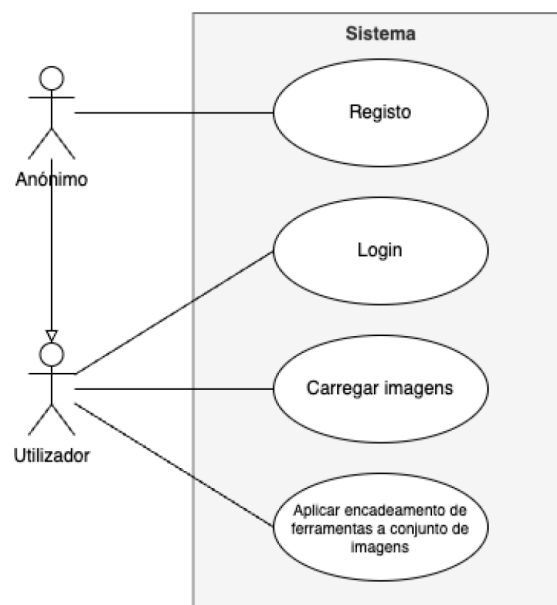 Sistema
Registo
Anónimo
Login
Carregar imagens
Utilizador
Aplicar encadeamento de
ferramentas a conjunto de
imagens